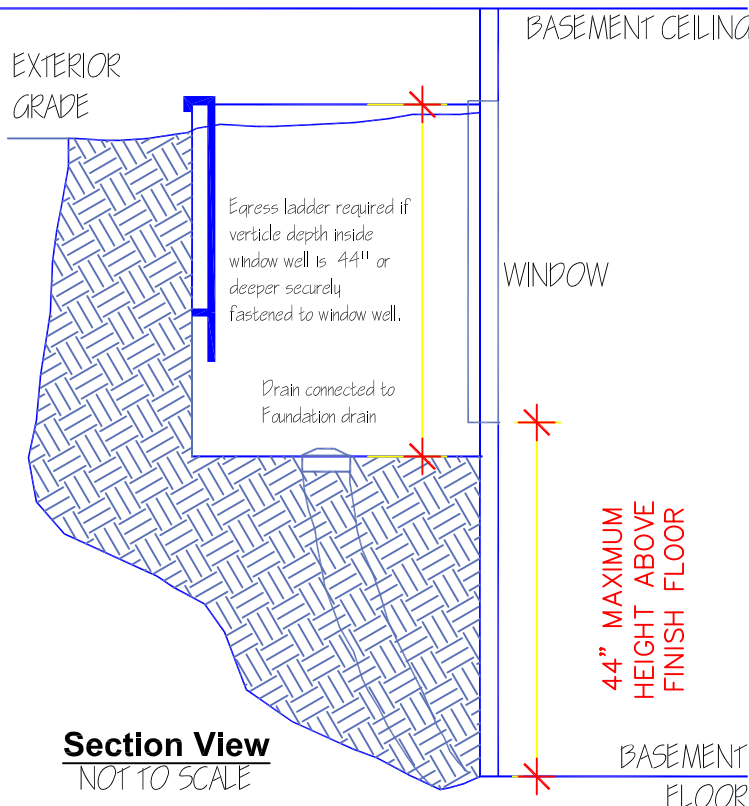 BASEMENT CEILING
EXTERIOR
GRADE
Egress ladder required if
verticle depth inside
window well is 44" or
deeper securely
fastened to window well.
WINDOW
Drain connected to
Foundation drain
44" MAXIMUM
HEIGHT ABOVE
FINISH FLOOR
Section View
NOT TO SCALE
BASEMENT
FLOOR